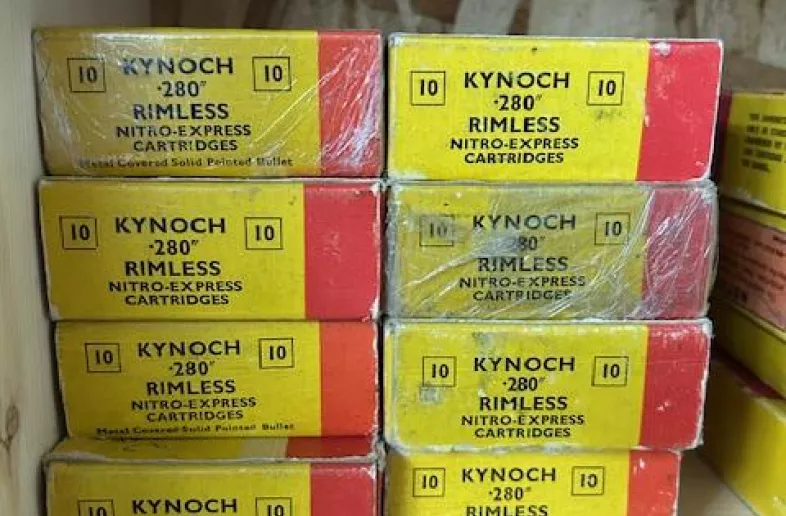 10 KYNOCH 10
·280"
RIMLESS
NITRO-EXPRESS
CARTRIDGES
Metal Covered Solid Pointed Bullet
10 KYNOCH 10
·280"
RIMLESS
NITRO-EXPRESS
CARTRIDGES
10 KYNOCH 10
·280"
RIMLESS
NITRO-EXPRESS
CARTRIDGES
10 KYNOCH 10
·280"
RIMLESS
NITRO-EXPRESS
CARTRIDGES
10 KYNOCH 10
·280"
RIMLESS
NITRO-EXPRESS
CARTRIDGES
Metal Covered Solid Pointed Bullet
10 KYNOCH 10
·280"
RIMLESS
NITRO-EXPRESS
CARTRIDGES
10 KYNOCH 10
10 KYNOCH 10
·280"
RIMLESS